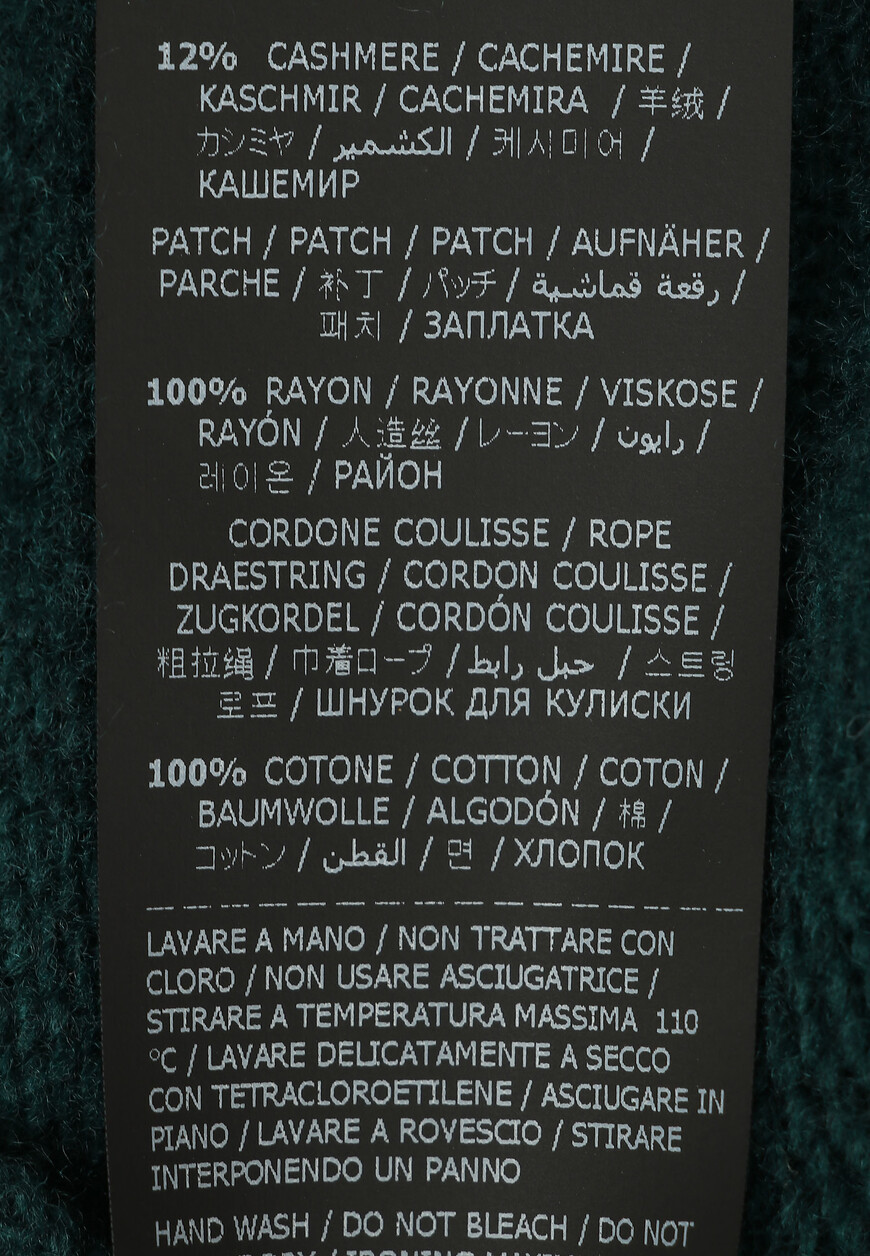 12% CASHMERE / CACHEMIRE /
KASCHMIR / CACHEMIRA / 羊绒 /
カシミヤ / الكشمير / 케시미어 /
КАШЕМИР
PATCH / PATCH / PATCH / AUFNÄHER /
PARCHE / 补丁 / パッチ / رقعة قماشية /
패치 / ЗАПЛАТКА
100% RAYON / RAYONNE / VISKOSE /
RAYÓN / 人造丝 / レーヨン / رايون /
레이온 / РАЙОН
CORDONE COULISSE / ROPE
DRAESTRING / CORDON COULISSE /
ZUGKORDEL / CORDÓN COULISSE /
粗拉绳 / 巾着ロープ / حبل رابط / 스트링
로프 / ШНУРОК ДЛЯ КУЛИСКИ
100% COTONE / COTTON / COTON /
BAUMWOLLE / ALGODÓN / 棉 /
コットン / القطن / 면 / ХЛОПОК
LAVARE A MANO / NON TRATTARE CON
CLORO / NON USARE ASCIUGATRICE /
STIRARE A TEMPERATURA MASSIMA 110
°C / LAVARE DELICATAMENTE A SECCO
CON TETRACLOROETILENE / ASCIUGARE IN
PIANO / LAVARE A ROVESCIO / STIRARE
INTERPONENDO UN PANNO
HAND WASH / DO NOT BLEACH / DO NOT